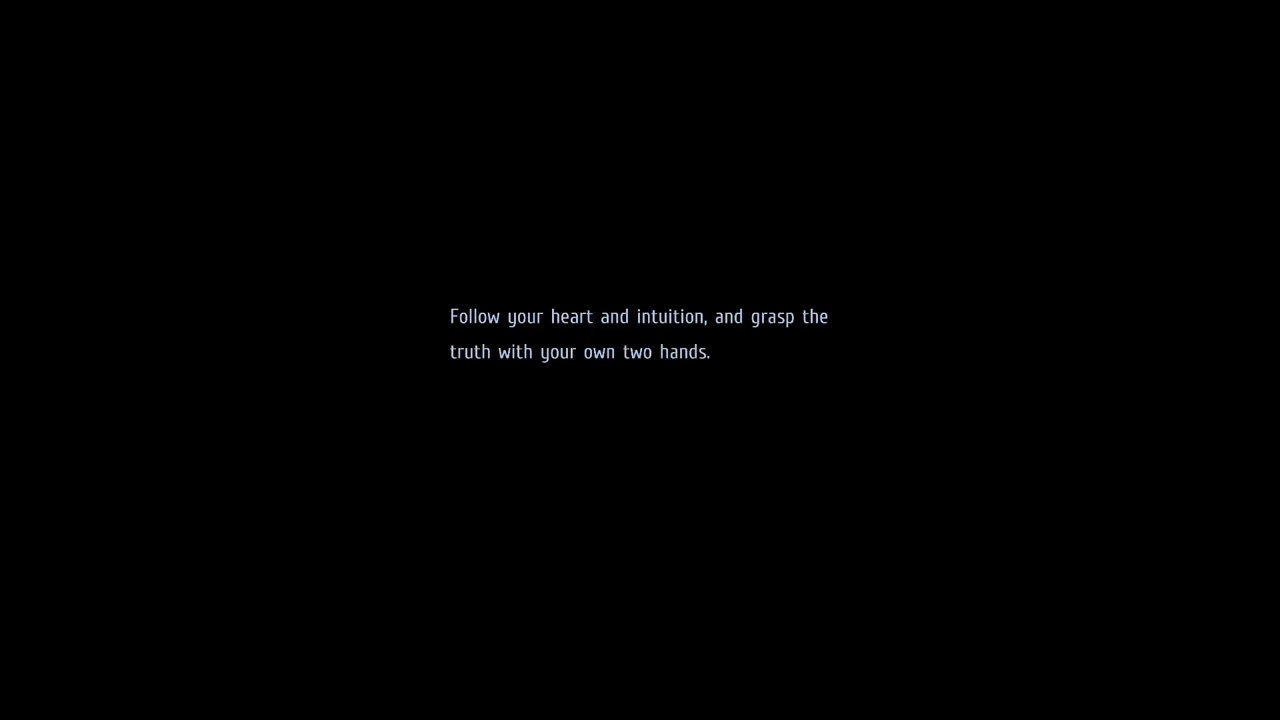 Follow your heart and intuition, and grasp the
truth with your own two hands.